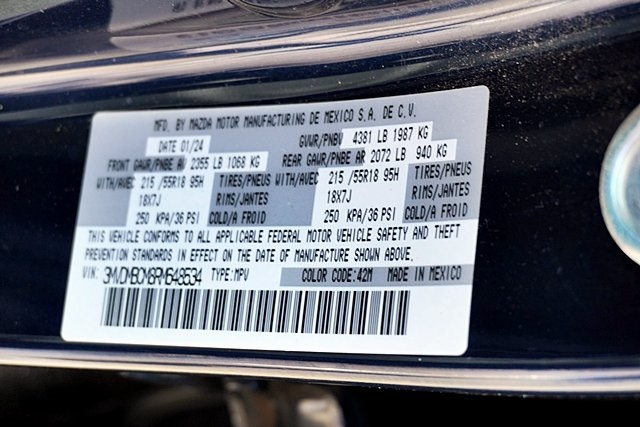 MFD. BY MAZDA MOTOR MANUFACTURING DE MEXICO S.A. DE C.V.
DATE 01/24 GVWR/PNBV 4381 LB 1987 KG
FRONT GAWR/PNBE AV 2355 LB 1068 KG REAR GAWR/PNBE AR 2072 LB 940 KG
WITH/AVEC 215 /55R18 95H TIRES/PNEUS WITH/AVEC 215 /55R18 95H TIRES/PNEUS
18X7J RIMS/JANTES 18X7J RIMS/JANTES
250 KPA/36 PSI COLD/A FROID 250 KPA/36 PSI COLD/A FROID
THIS VEHICLE CONFORMS TO ALL APPLICABLE FEDERAL MOTOR VEHICLE SAFETY AND THEFT
PREVENTION STANDARDS IN EFFECT ON THE DATE OF MANUFACTURE SHOWN ABOVE.
VIN: 3MVDMBCM8RM648534 TYPE:MPV COLOR CODE:42M MADE IN MEXICO